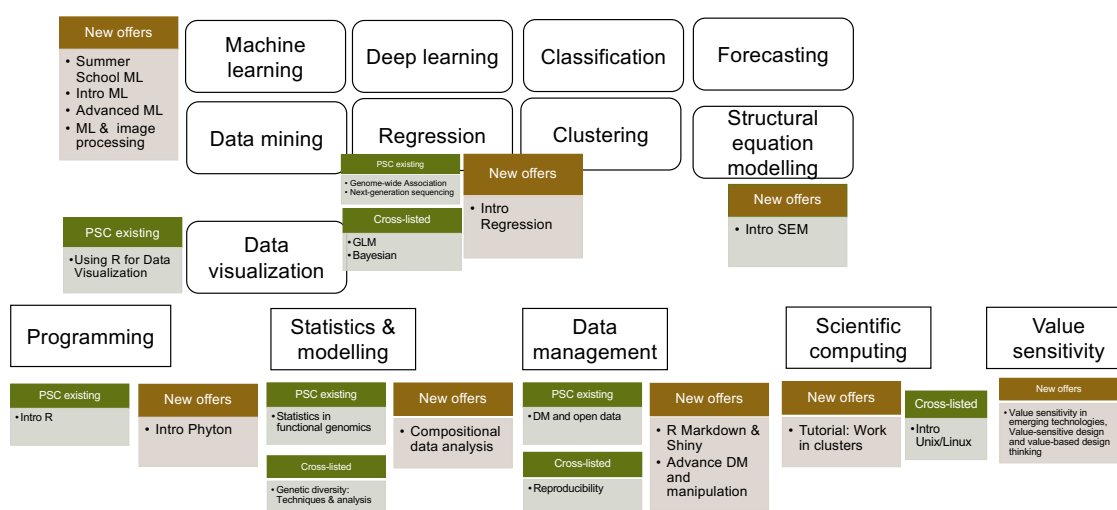 New offers
• Summer
School ML
• Intro ML
• Advanced ML
• ML & image
processing
Machine
learning
Deep learning
Classification
Forecasting
Data mining
Regression
Clustering
Structural
equation
modelling
PSC existing
• Genome-wide Association
• Next-generation sequencing
Cross-listed
• GLM
• Bayesian
New offers
• Intro
Regression
New offers
• Intro SEM
PSC existing
• Using R for Data
Visualization
Data
visualization
Programming
Statistics &
modelling
Data
management
Scientific
computing
Value
sensitivity
PSC existing
• Intro R
New offers
• Intro Phyton
PSC existing
• Statistics in
functional genomics
Cross-listed
• Genetic diversity:
Techniques & analysis
New offers
• Compositional
data analysis
PSC existing
• DM and open data
Cross-listed
• Reproducibility
New offers
• R Markdown &
Shiny
• Advance DM
and
manipulation
New offers
• Tutorial: Work
in clusters
Cross-listed
• Intro
Unix/Linux
New offers
• Value sensitivity in
emerging technologies,
Value-sensitive design
and value-based design
thinking